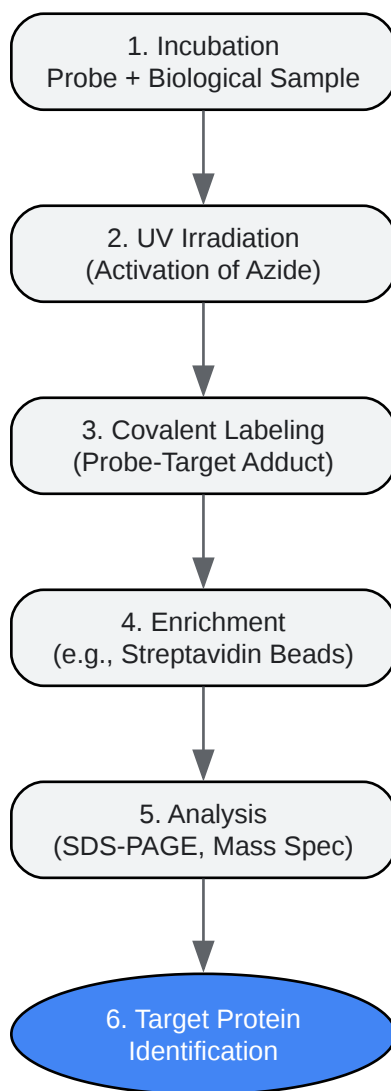 1. Incubation
Probe + Biological Sample
2. UV Irradiation
(Activation of Azide)
3. Covalent Labeling
(Probe-Target Adduct)
4. Enrichment
(e.g., Streptavidin Beads)
5. Analysis
(SDS-PAGE, Mass Spec)
6. Target Protein
Identification